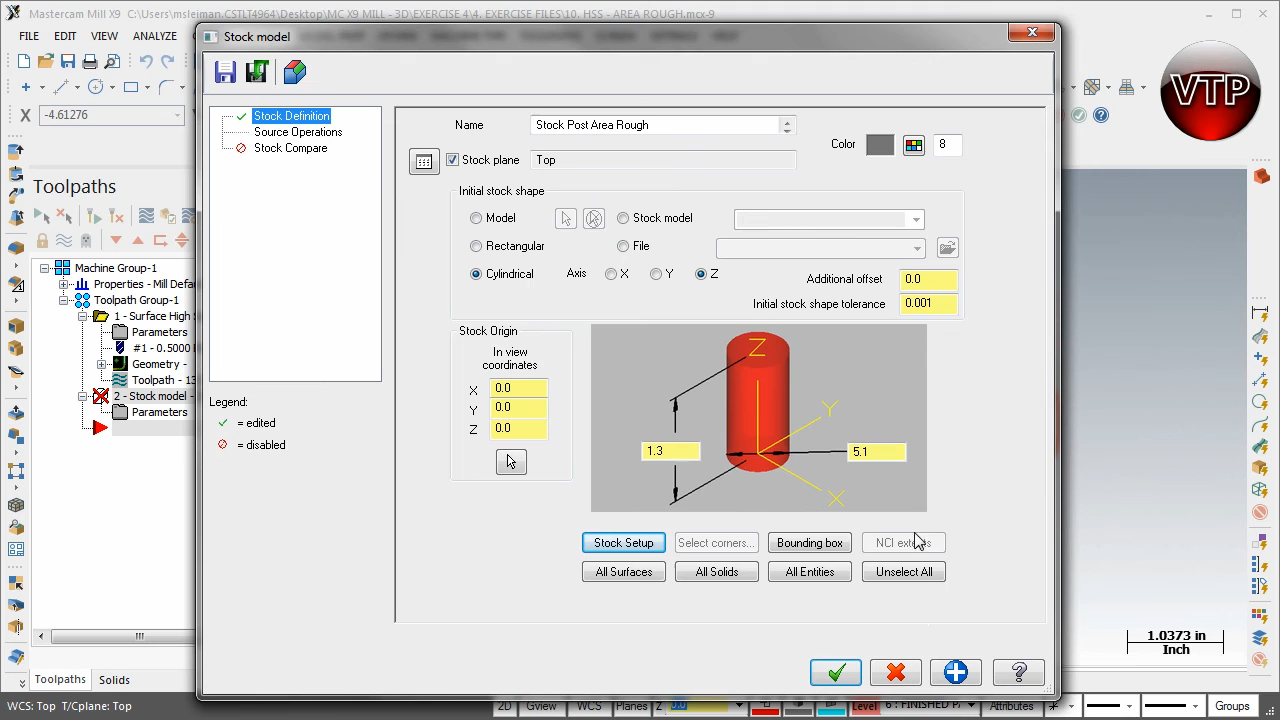 Mastercam Mill X9 C:\Users\msleiman.CSTLT4964\Desktop\MC X9 MILL - 3D\EXERCISE 4\4. EXERCISE FILES\10. HSS - AREA ROUGH.mcx-9
Stock model
FILE EDIT VIEW ANALYZE
VTP
X -4.61276
Toolpaths
Machine Group-1
Properties - Mill Defa
Toolpath Group-1
1 - Surface High S
Parameters
#1 - 0.5000
Geometry -
Toolpath - 13
2 - Stock model -
Parameters
Stock Definition
Source Operations
Stock Compare
Legend:
= edited
= disabled
Name Stock Post Area Rough
Color 8
Stock plane Top
Initial stock shape
Model Stock model
Rectangular File
Cylindrical Axis X Y Z
Additional offset 0.0
Initial stock shape tolerance 0.001
Stock Origin
In view
coordinates
X 0.0
Y 0.0
Z 0.0
Z
Y
1.3 5.1
X
Stock Setup Select corners... Bounding box NCI
All Surfaces All Solids All Entities Unselect All
1.0373 in
Inch
Toolpaths Solids
WCS: Top T/Cplane: Top 2D Gview WCS Planes Z 0.0 Level 6 : FINISHED PA Attributes Groups